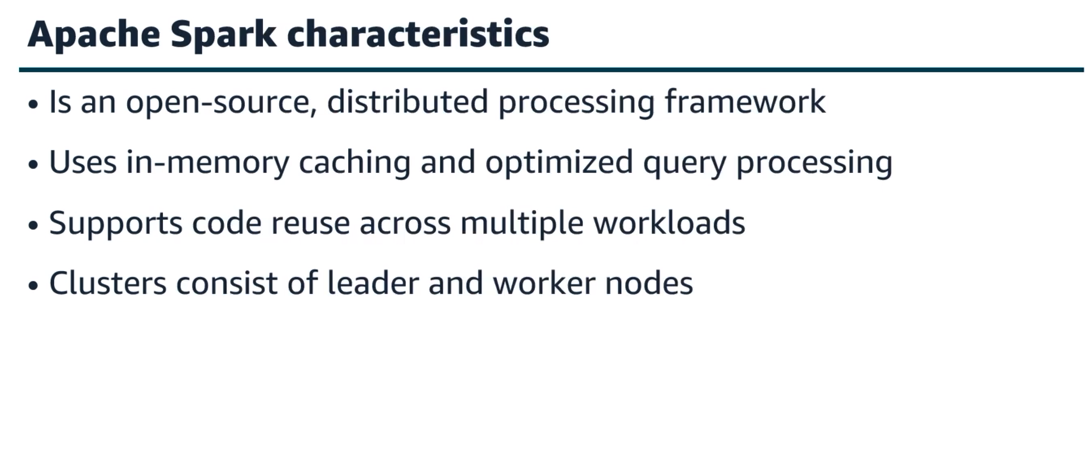 Apache Spark characteristics
• Is an open-source, distributed processing framework
• Uses in-memory caching and optimized query processing
• Supports code reuse across multiple workloads
• Clusters consist of leader and worker nodes